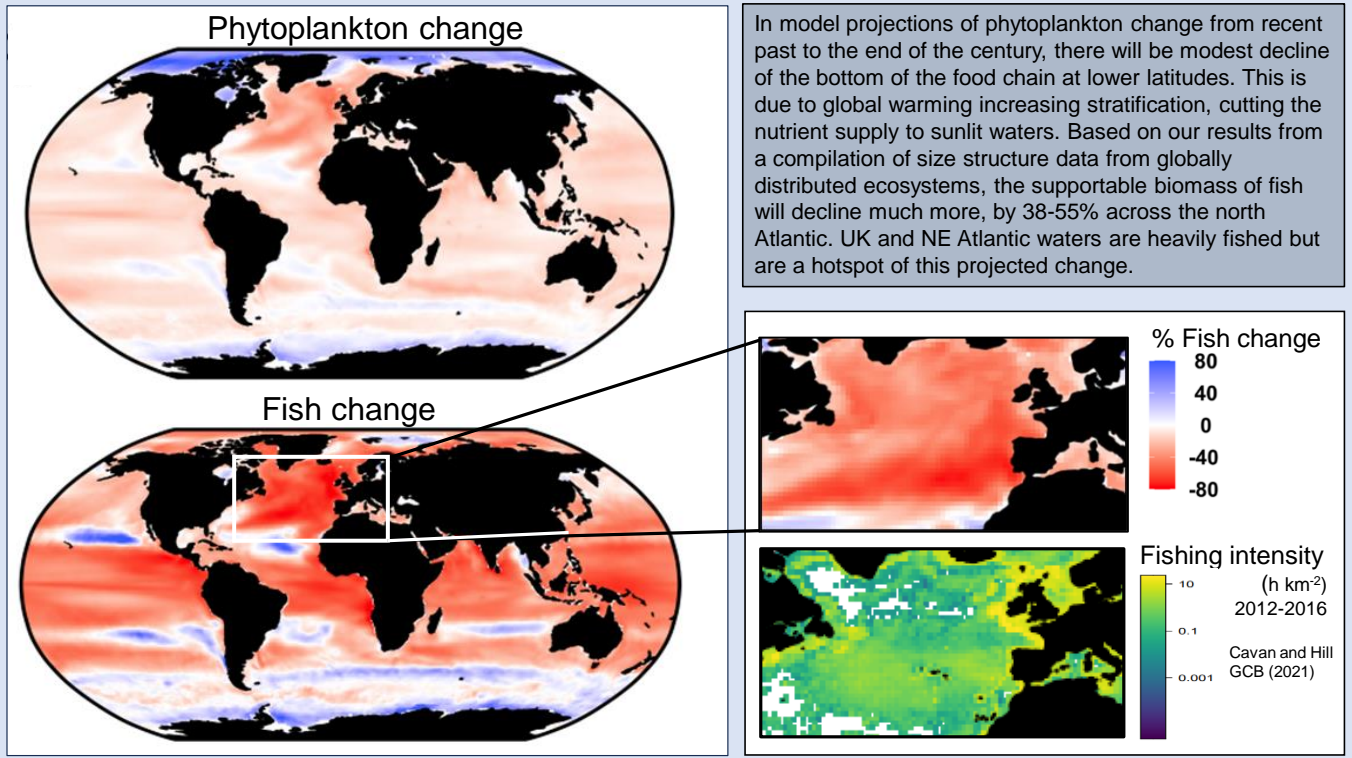 Phytoplankton change
Fish change
In model projections of phytoplankton change from recent
past to the end of the century, there will be modest decline
of the bottom of the food chain at lower latitudes. This is
due to global warming increasing stratification, cutting the
nutrient supply to sunlit waters. Based on our results from
a compilation of size structure data from globally
distributed ecosystems, the supportable biomass of fish
will decline much more, by 38-55% across the north
Atlantic. UK and NE Atlantic waters are heavily fished but
are a hotspot of this projected change.
% Fish change
80
40
0
-40
-80
Fishing intensity
(h km⁻²)
2012-2016
10
0.1
0.001
Cavan and Hill
GCB (2021)